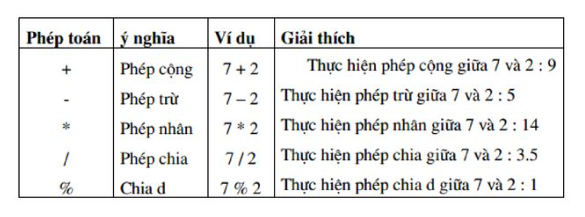 Phép toán ý nghĩa Ví dụ Giải thích
+ Phép cộng 7 + 2 Thực hiện phép cộng giữa 7 và 2 : 9
- Phép trừ 7 – 2 Thực hiện phép trừ giữa 7 và 2 : 5
* Phép nhân 7 * 2 Thực hiện phép nhân giữa 7 và 2 : 14
/ Phép chia 7 / 2 Thực hiện phép chia giữa 7 và 2 : 3.5
% Chia d 7 % 2 Thực hiện phép chia d giữa 7 và 2 : 1